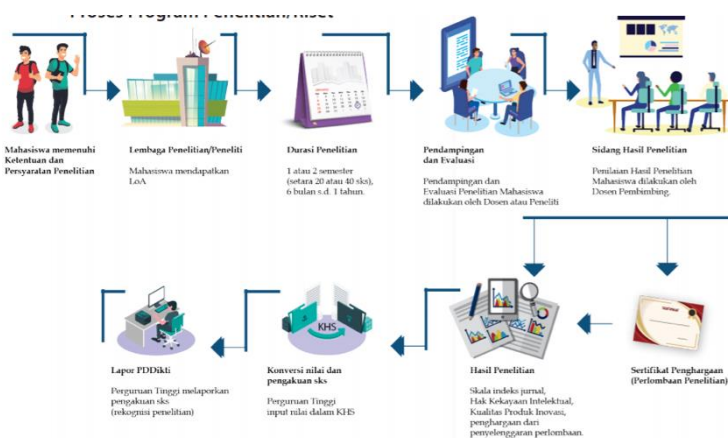 Proses Program Penelitian/Riset
Mahasiswa memenuhi
Ketentuan dan
Persyaratan Penelitian
Lembaga Penelitian/Peneliti
Mahasiswa mendapatkan
LoA
Durasi Penelitian
1 atau 2 semester
(setara 20 atau 40 sks),
6 bulan s.d. 1 tahun.
Pendampingan
dan Evaluasi
Pendampingan dan
Evaluasi Penelitian Mahasiswa
dilakukan oleh Dosen atau Peneliti
Sidang Hasil Penelitian
Penilaian Hasil Penelitian
Mahasiswa dilakukan oleh
Dosen Pembimbing.
Lapor PDDikti
Perguruan Tinggi melaporkan
pengakuan sks
(rekognisi penelitian)
KHS
Konversi nilai dan
pengakuan sks
Perguruan Tinggi
input nilai dalam KHS
Hasil Penelitian
Skala indeks jurnal,
Hak Kekayaan Intelektual,
Kualitas Produk Inovasi,
penghargaan dari
penyelenggaran perlombaan.
Sertifikat Penghargaan
(Perlombaan Penelitian)